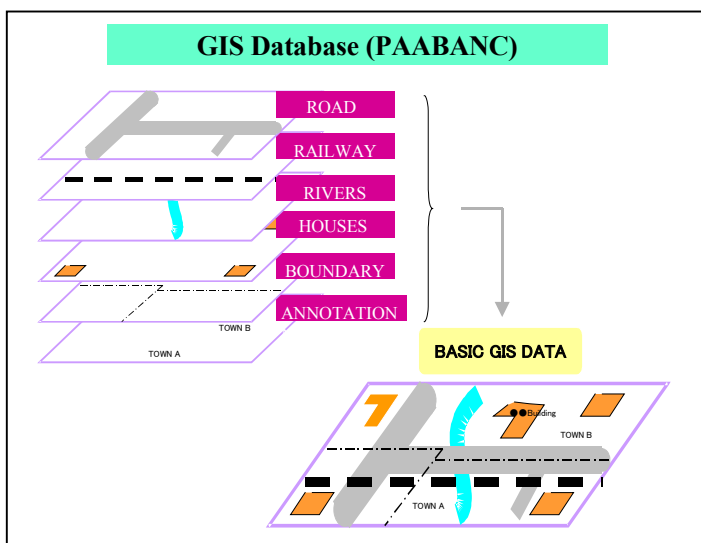 GIS Database (PAABANC)
ROAD
RAILWAY
RIVERS
HOUSES
BOUNDARY
ANNOTATION
TOWN B
TOWN A
BASIC GIS DATA
●●Building
TOWN B
TOWN A